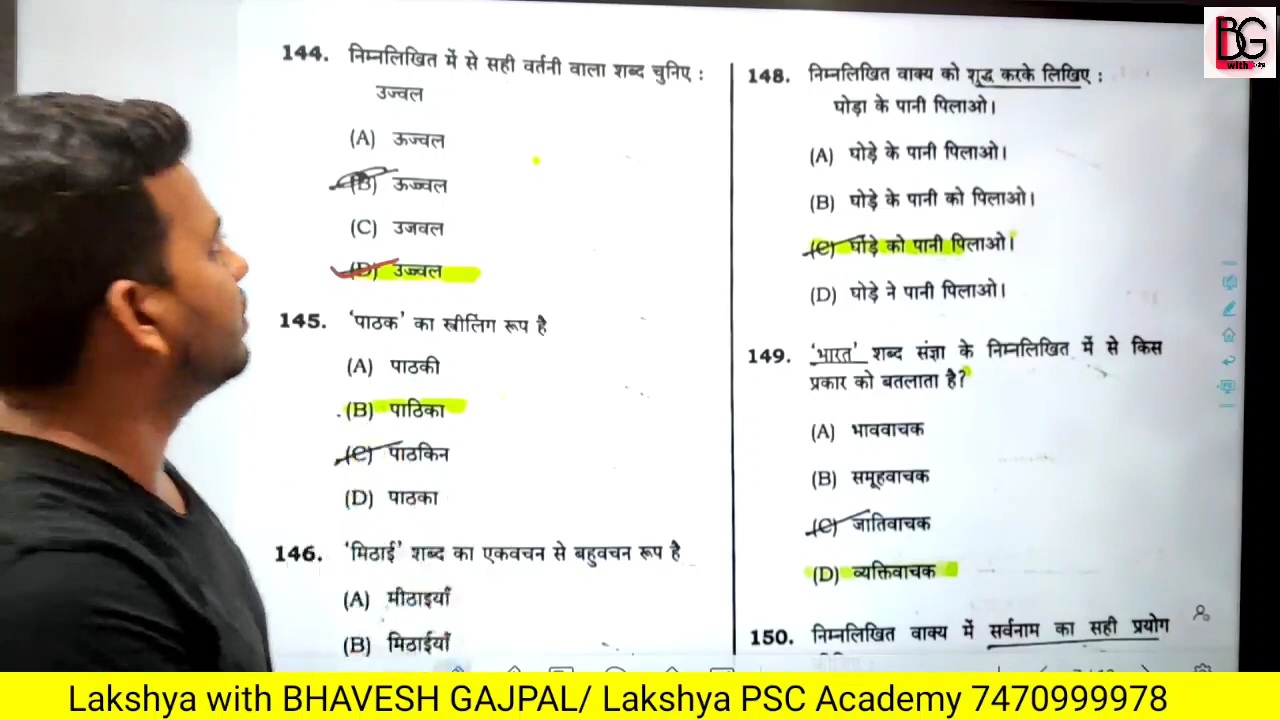 144. निम्नलिखित में से सही वर्तनी वाला शब्द चुनिए :
उज्वल
(A) ऊज्वल
(B) ऊज्ज्वल
(C) उजवल
(D) उज्ज्वल
145. 'पाठक' का स्त्रीलिंग रूप है
(A) पाठकी
(B) पाठिका
(C) पाठकिन
(D) पाठका
146. 'मिठाई' शब्द का एकवचन से बहुवचन रूप है
(A) मीठाइयाँ
(B) मिठाईयाँ
148. निम्नलिखित वाक्य को शुद्ध करके लिखिए :
घोड़ा के पानी पिलाओ।
(A) घोड़े के पानी पिलाओ।
(B) घोड़े के पानी को पिलाओ।
(C) घोड़े को पानी पिलाओ।
(D) घोड़े ने पानी पिलाओ।
149. 'भारत' शब्द संज्ञा के निम्नलिखित में से किस
प्रकार को बतलाता है?
(A) भाववाचक
(B) समूहवाचक
(C) जातिवाचक
(D) व्यक्तिवाचक
150. निम्नलिखित वाक्य में सर्वनाम का सही प्रयोग
BG
with
Lakshya with BHAVESH GAJPAL/ Lakshya PSC Academy 7470999978